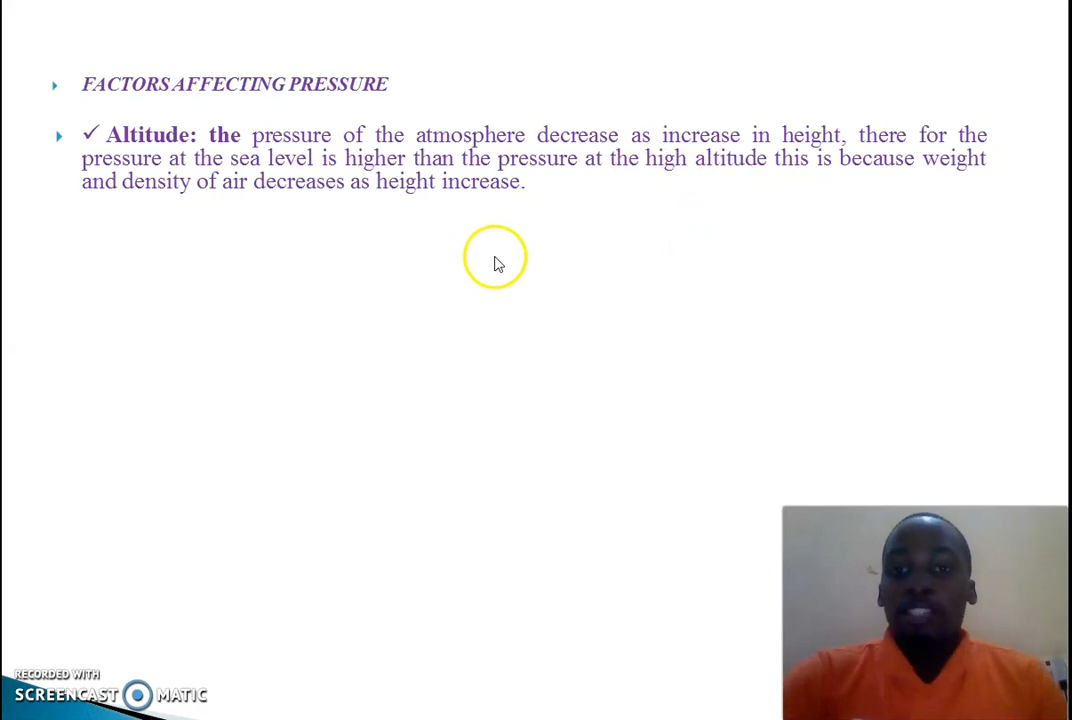 FACTORS AFFECTING PRESSURE
✓ Altitude: the pressure of the atmosphere decrease as increase in height, there for the
pressure at the sea level is higher than the pressure at the high altitude this is because weight
and density of air decreases as height increase.
RECORDED WITH
SCREENCAST MATIC